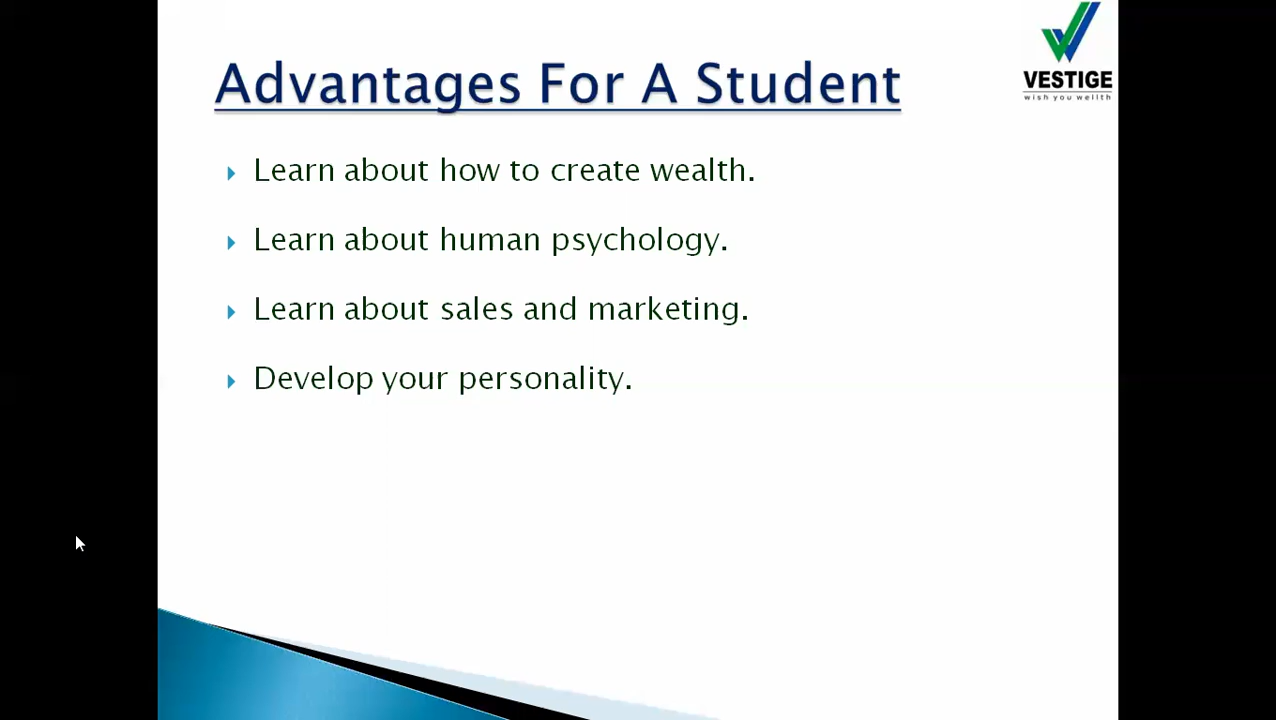 Advantages For A Student
VESTIGE
wish you wellth
Learn about how to create wealth.
Learn about human psychology.
Learn about sales and marketing.
Develop your personality.